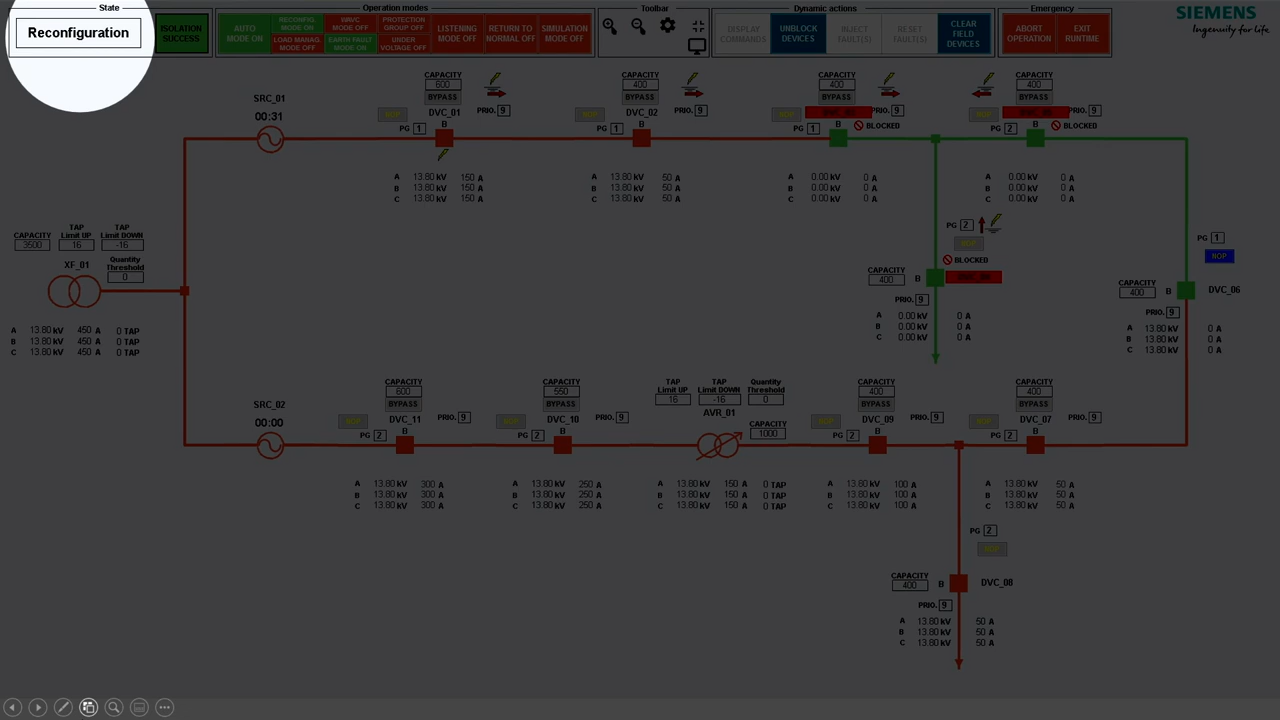 State
Reconfiguration
ISOLATION SUCCESS
Operation modes
AUTO MODE ON
RECONFIG. MODE ON
LOAD MANAG MODE OFF
WAVC MODE OFF
EARTH FAULT MODE ON
PROTECTION GROUP OFF
UNDER VOLTAGE OFF
LISTENING MODE OFF
RETURN TO NORMAL OFF
SIMULATION MODE OFF
Toolbar
Dynamic actions
DISPLAY COMMANDS
UNBLOCK DEVICES
INJECT FAULT(S)
RESET FAULT(S)
CLEAR FIELD DEVICES
Emergency
ABORT OPERATION
EXIT RUNTIME
SIEMENS
Ingenuity for life
SRC_01
00:31
CAPACITY
600
BYPASS
NOP
DVC_01
PRIO. 9
PG 1
B
A 13.80 kV 150 A
B 13.80 kV 150 A
C 13.80 kV 150 A
CAPACITY
400
BYPASS
NOP
DVC_02
PRIO. 9
PG 1
B
A 13.80 kV 50 A
B 13.80 kV 50 A
C 13.80 kV 50 A
CAPACITY
400
BYPASS
NOP
PRIO. 9
PG 1
B
BLOCKED
A 0.00 kV 0 A
B 0.00 kV 0 A
C 0.00 kV 0 A
CAPACITY
400
BYPASS
NOP
PRIO. 9
PG 2
B
BLOCKED
A 0.00 kV 0 A
B 0.00 kV 0 A
C 0.00 kV 0 A
PG 2
NOP
BLOCKED
CAPACITY
400
B
PRIO. 9
A 0.00 kV 0 A
B 0.00 kV 0 A
C 0.00 kV 0 A
PG 1
NOP
CAPACITY
400
B
DVC_06
PRIO. 9
A 13.80 kV 0 A
B 13.80 kV 0 A
C 13.80 kV 0 A
CAPACITY
3500
TAP Limit UP
16
TAP Limit DOWN
-16
XF_01
Quantity Threshold
0
A 13.80 kV 450 A 0 TAP
B 13.80 kV 450 A 0 TAP
C 13.80 kV 450 A 0 TAP
SRC_02
00:00
CAPACITY
600
BYPASS
NOP
DVC_11
PRIO. 9
PG 2
B
A 13.80 kV 300 A
B 13.80 kV 300 A
C 13.80 kV 300 A
CAPACITY
550
BYPASS
NOP
DVC_10
PRIO. 9
PG 2
B
A 13.80 kV 250 A
B 13.80 kV 250 A
C 13.80 kV 250 A
TAP Limit UP
16
TAP Limit DOWN
-16
Quantity Threshold
0
AVR_01
CAPACITY
1000
A 13.80 kV 150 A 0 TAP
B 13.80 kV 150 A 0 TAP
C 13.80 kV 150 A 0 TAP
CAPACITY
400
BYPASS
NOP
DVC_09
PRIO. 9
PG 2
B
A 13.80 kV 100 A
B 13.80 kV 100 A
C 13.80 kV 100 A
CAPACITY
400
BYPASS
NOP
DVC_07
PRIO. 9
PG 2
B
A 13.80 kV 50 A
B 13.80 kV 50 A
C 13.80 kV 50 A
PG 2
NOP
CAPACITY
400
B
DVC_08
PRIO. 9
A 13.80 kV 50 A
B 13.80 kV 50 A
C 13.80 kV 50 A